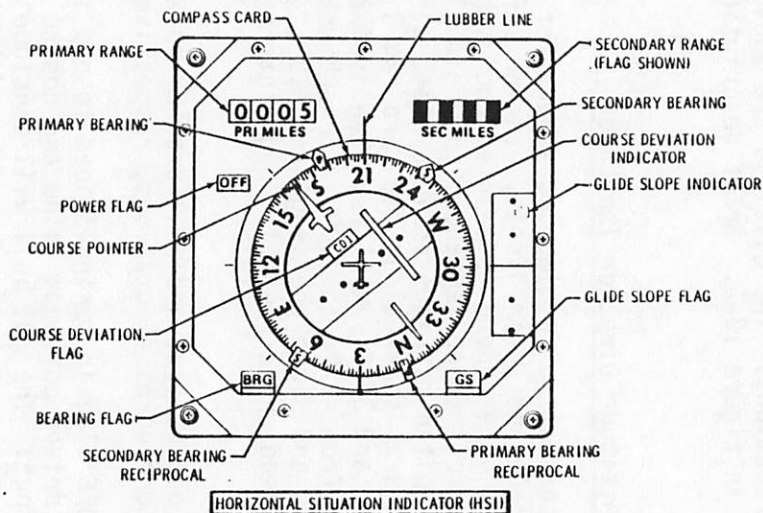 COMPASS CARD
LUBBER LINE
PRIMARY RANGE
SECONDARY RANGE
(FLAG SHOWN)
0005
PRI MILES
SEC MILES
SECONDARY BEARING
PRIMARY BEARING
COURSE DEVIATION
INDICATOR
GLIDE SLOPE INDICATOR
OFF
POWER FLAG
P
S
S
21
24
15
W
COURSE POINTER
CDI
12
30
GLIDE SLOPE FLAG
E
33
COURSE DEVIATION
FLAG
6
3
N
S
BRG
GS
BEARING FLAG
SECONDARY BEARING
RECIPROCAL
PRIMARY BEARING
RECIPROCAL
HORIZONTAL SITUATION INDICATOR (HSI)